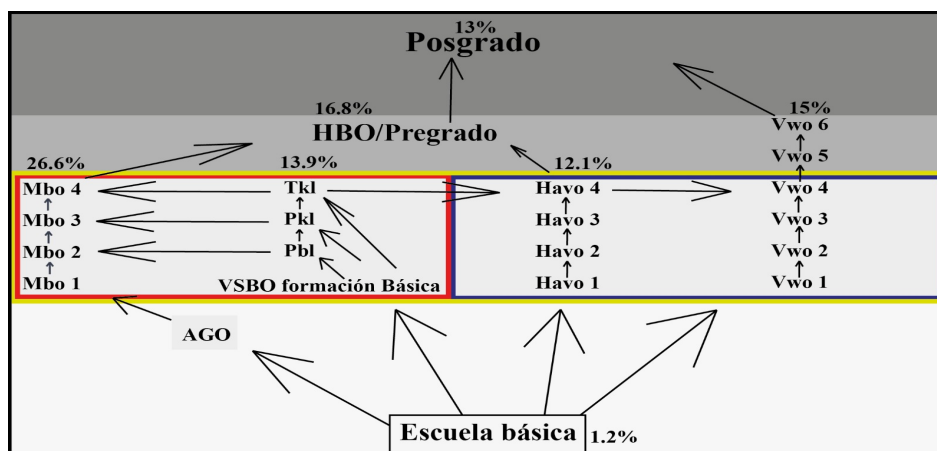 13%
Posgrado
16.8%
HBO/Pregrado
15%
Vwo 6
Vwo 5
26.6%
13.9%
12.1%
Mbo 4 Tkl Havo 4 Vwo 4
Mbo 3 Pkl Havo 3 Vwo 3
Mbo 2 Pbl Havo 2 Vwo 2
Mbo 1 VSBO formación Básica Havo 1 Vwo 1
AGO
Escuela básica 1.2%